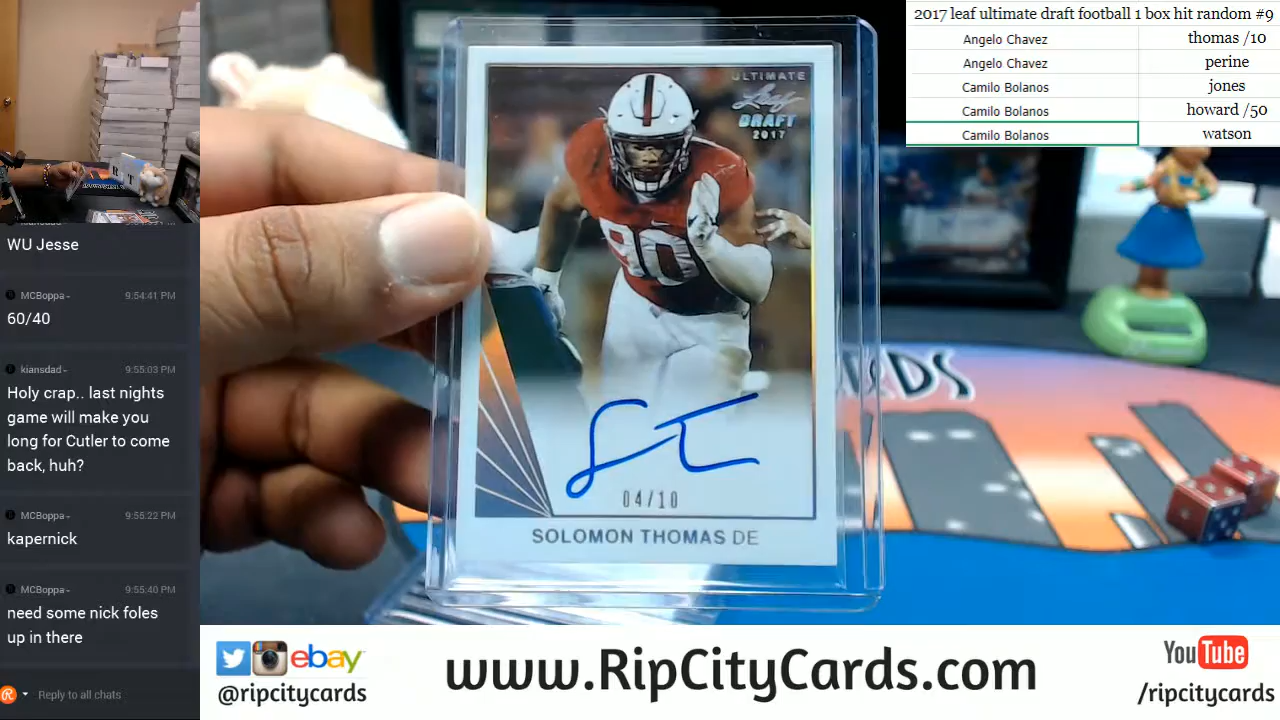 2017 leaf ultimate draft football 1 box hit random #9
Angelo Chavez thomas /10
Angelo Chavez perine
Camilo Bolanos jones
Camilo Bolanos howard /50
Camilo Bolanos watson
WU Jesse
MCBoppa 9:54:41 PM
60/40
kiansdad 9:55:03 PM
Holy crap.. last nights
game will make you
long for Cutler to come
back, huh?
MCBoppa 9:55:22 PM
kapernick
MCBoppa 9:55:40 PM
need some nick foles
up in there
Reply to all chats
ULTIMATE
Leaf
DRAFT
2017
90
04/10
SOLOMON THOMAS DE
RDS
ebay
@ripcitycards
www.RipCityCards.com
YouTube
/ripcitycards